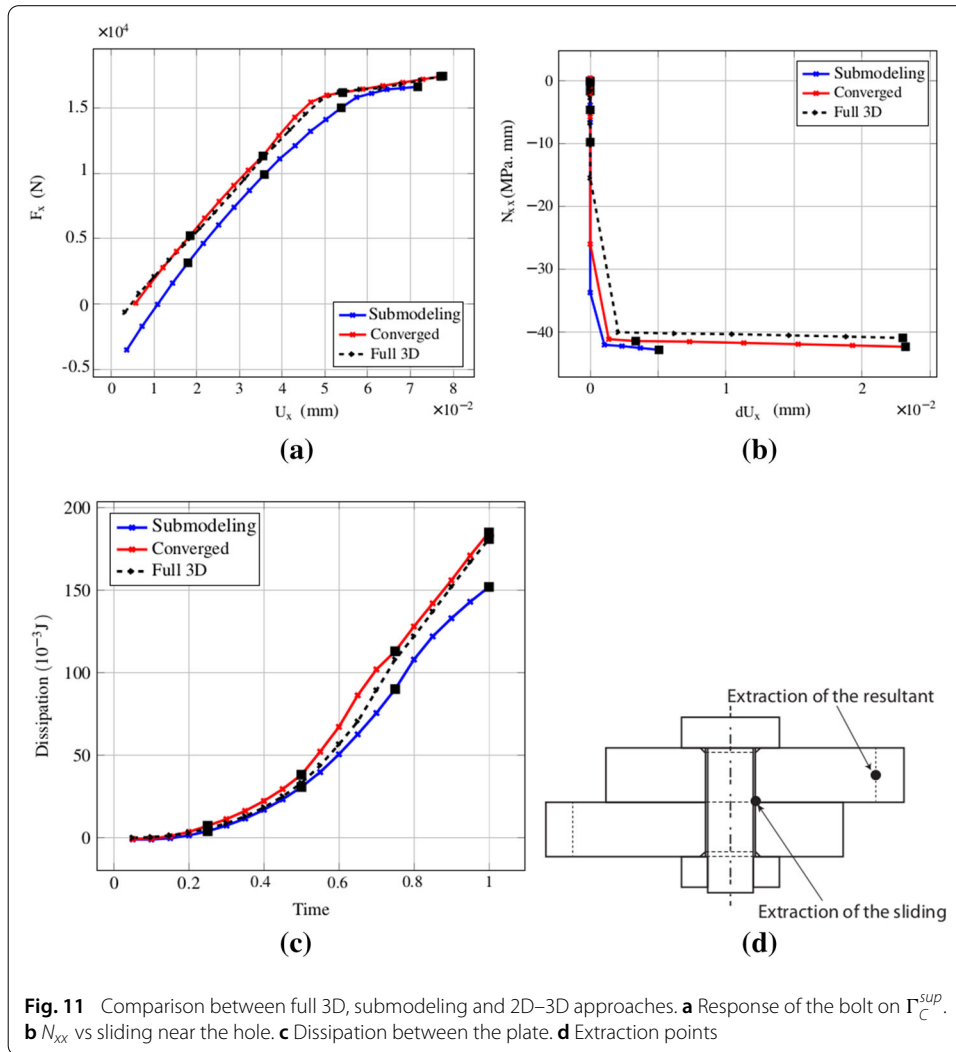 ×10⁴
1.5
1.0
0.5
0
-0.5
F_x (N)
Submodeling
Converged
Full 3D
0 1 2 3 4 5 6 7 8
U_x (mm)
×10⁻²
(a)
0
−10
−20
−30
−40
N_xx (MPa. mm)
Submodeling
Converged
Full 3D
0 1 2
dU_x (mm)
×10⁻²
(b)
200
150
100
50
0
Dissipation (10⁻³J)
Submodeling
Converged
Full 3D
0 0.2 0.4 0.6 0.8 1
Time
(c)
Extraction of the resultant
Extraction of the sliding
(d)
Fig. 11 Comparison between full 3D, submodeling and 2D–3D approaches. a Response of the bolt on Γ_C^sup.
b N_xx vs sliding near the hole. c Dissipation between the plate. d Extraction points